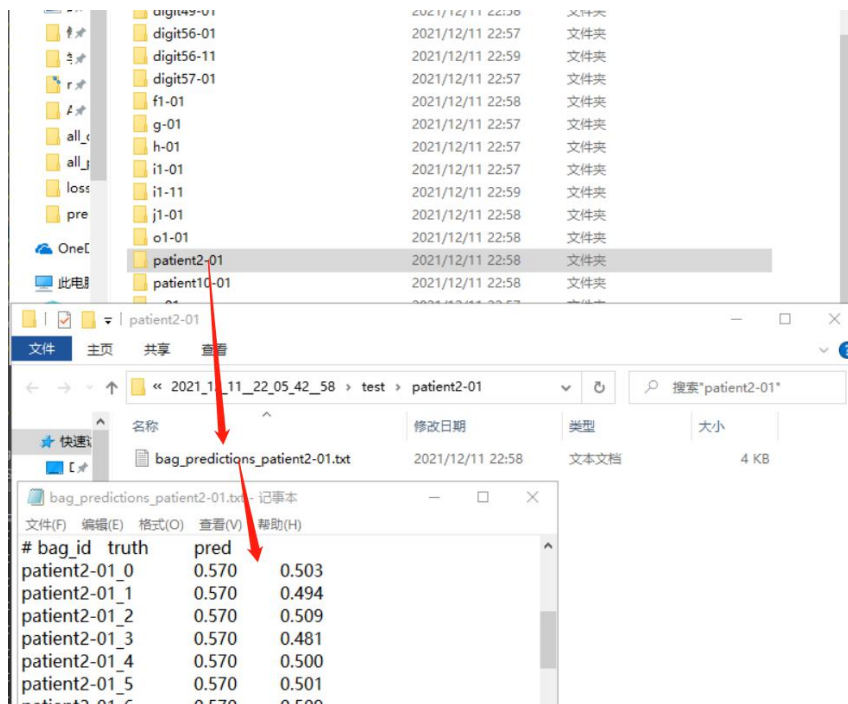 digit49-01 2021/12/11 22:58 文件夹
digit56-01 2021/12/11 22:57 文件夹
digit56-11 2021/12/11 22:59 文件夹
digit57-01 2021/12/11 22:57 文件夹
f1-01 2021/12/11 22:58 文件夹
g-01 2021/12/11 22:57 文件夹
all_
h-01 2021/12/11 22:57 文件夹
all_
i1-01 2021/12/11 22:57 文件夹
loss
i1-11 2021/12/11 22:59 文件夹
pre
j1-01 2021/12/11 22:58 文件夹
o1-01 2021/12/11 22:58 文件夹
OneD
patient2-01 2021/12/11 22:58 文件夹
此电脑
patient10-01 2021/12/11 22:58 文件夹
patient2-01
文件 主页 共享 查看
« 2021_12_11__22_05_42__58 › test › patient2-01
搜索"patient2-01"
名称 修改日期 类型 大小
快速
bag_predictions_patient2-01.txt 2021/12/11 22:58 文本文档 4 KB
bag_predictions_patient2-01.txt - 记事本
文件(F) 编辑(E) 格式(O) 查看(V) 帮助(H)
# bag_id truth pred
patient2-01_0 0.570 0.503
patient2-01_1 0.570 0.494
patient2-01_2 0.570 0.509
patient2-01_3 0.570 0.481
patient2-01_4 0.570 0.500
patient2-01_5 0.570 0.501